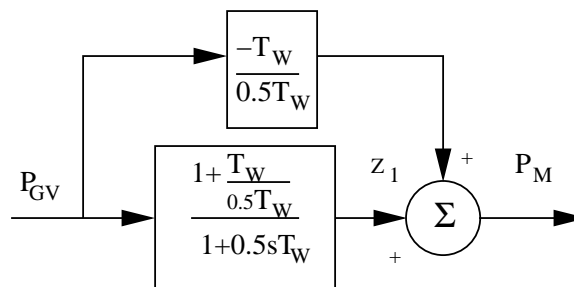 –T_W
0.5T_W
P_GV
1+ T_W
0.5T_W
1+0.5sT_W
z_1
+
Σ
+
P_M